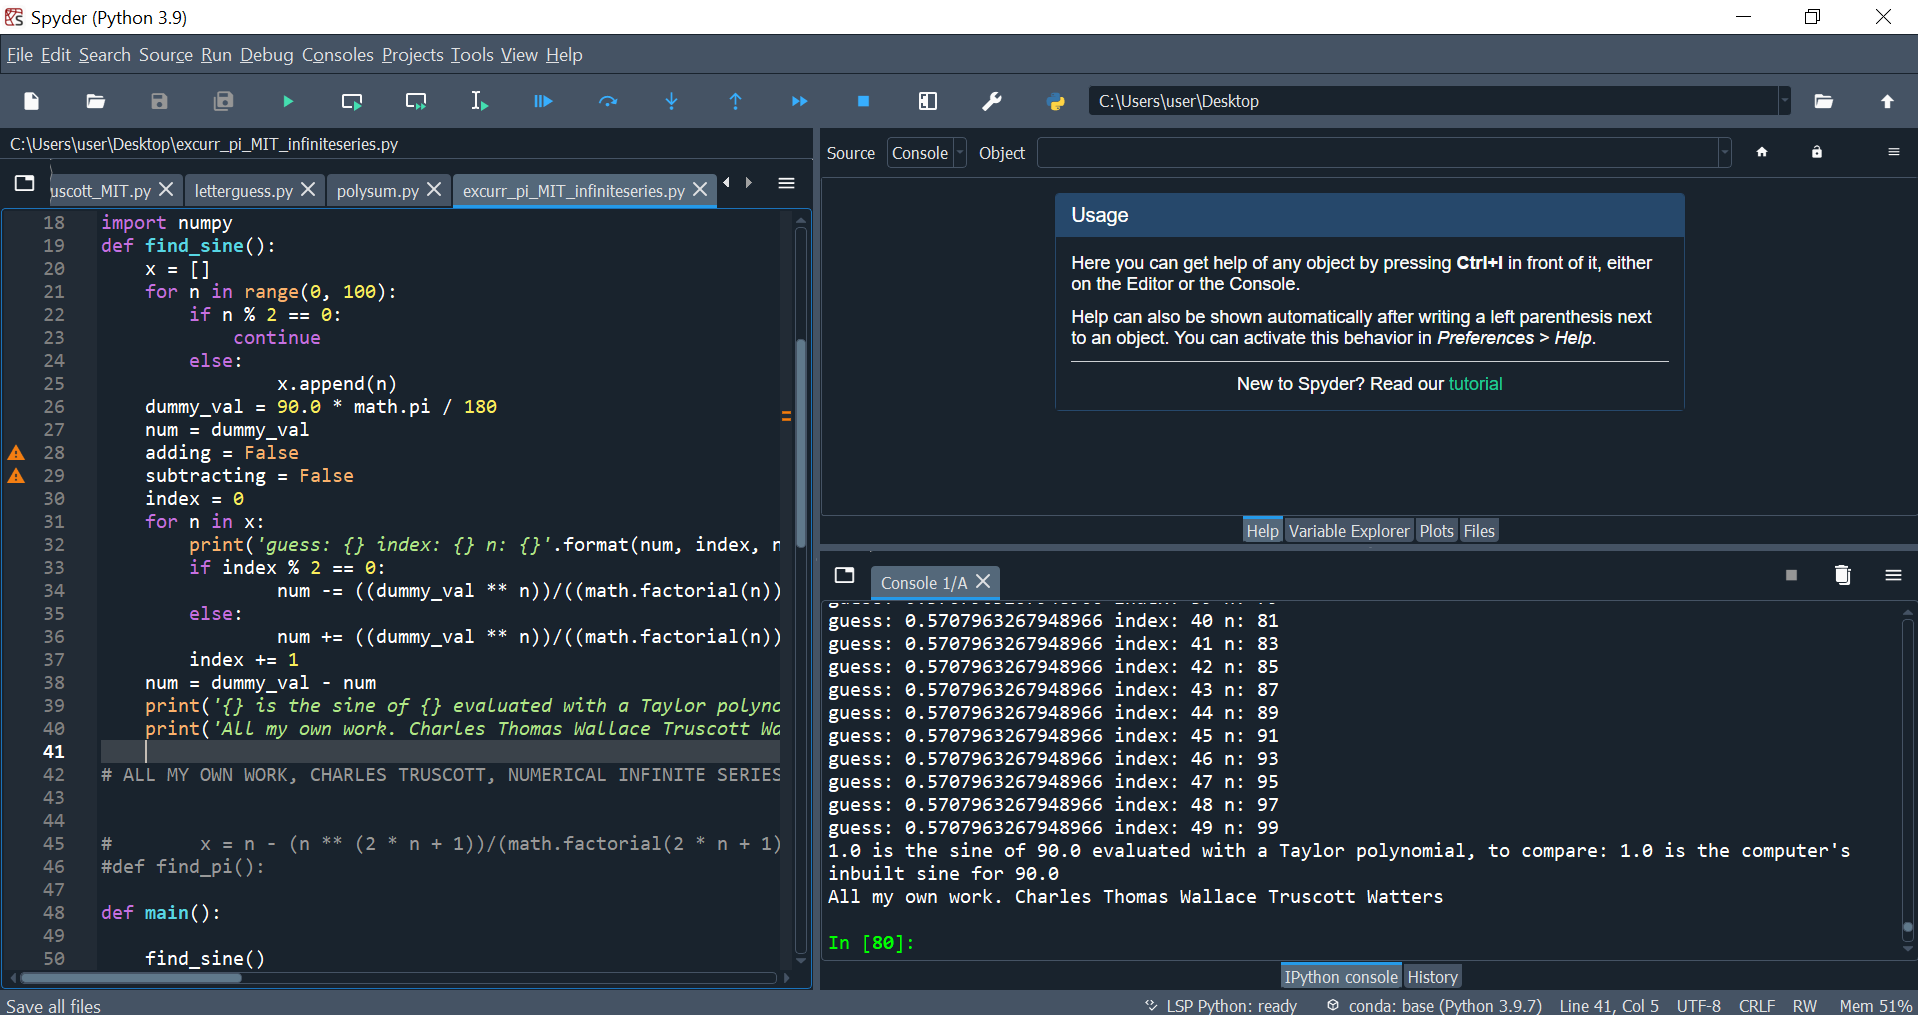 Spyder (Python 3.9)
File Edit Search Source Run Debug Consoles Projects Tools View Help
C:\Users\user\Desktop
C:\Users\user\Desktop\excurr_pi_MIT_infiniteseries.py
uscott_MIT.py letterguess.py polysum.py excurr_pi_MIT_infiniteseries.py
18 import numpy
19 def find_sine():
20 x = []
21 for n in range(0, 100):
22 if n % 2 == 0:
23 continue
24 else:
25 x.append(n)
26 dummy_val = 90.0 * math.pi / 180
27 num = dummy_val
28 adding = False
29 subtracting = False
30 index = 0
31 for n in x:
32 print('guess: {} index: {} n: {}'.format(num, index, n
33 if index % 2 == 0:
34 num -= ((dummy_val ** n))/((math.factorial(n))
35 else:
36 num += ((dummy_val ** n))/((math.factorial(n))
37 index += 1
38 num = dummy_val - num
39 print('{} is the sine of {} evaluated with a Taylor polyno
40 print('All my own work. Charles Thomas Wallace Truscott Wa
41
42 # ALL MY OWN WORK, CHARLES TRUSCOTT, NUMERICAL INFINITE SERIES
43
44
45 # x = n - (n ** (2 * n + 1))/(math.factorial(2 * n + 1)
46 #def find_pi():
47
48 def main():
49
50 find_sine()
Source Console Object
Usage
Here you can get help of any object by pressing Ctrl+I in front of it, either
on the Editor or the Console.
Help can also be shown automatically after writing a left parenthesis next
to an object. You can activate this behavior in Preferences > Help.
New to Spyder? Read our tutorial
Help Variable Explorer Plots Files
Console 1/A
guess: 0.5707963267948966 index: 40 n: 81
guess: 0.5707963267948966 index: 41 n: 83
guess: 0.5707963267948966 index: 42 n: 85
guess: 0.5707963267948966 index: 43 n: 87
guess: 0.5707963267948966 index: 44 n: 89
guess: 0.5707963267948966 index: 45 n: 91
guess: 0.5707963267948966 index: 46 n: 93
guess: 0.5707963267948966 index: 47 n: 95
guess: 0.5707963267948966 index: 48 n: 97
guess: 0.5707963267948966 index: 49 n: 99
1.0 is the sine of 90.0 evaluated with a Taylor polynomial, to compare: 1.0 is the computer's
inbuilt sine for 90.0
All my own work. Charles Thomas Wallace Truscott Watters
In [80]:
IPython console History
Save all files LSP Python: ready conda: base (Python 3.9.7) Line 41, Col 5 UTF-8 CRLF RW Mem 51%